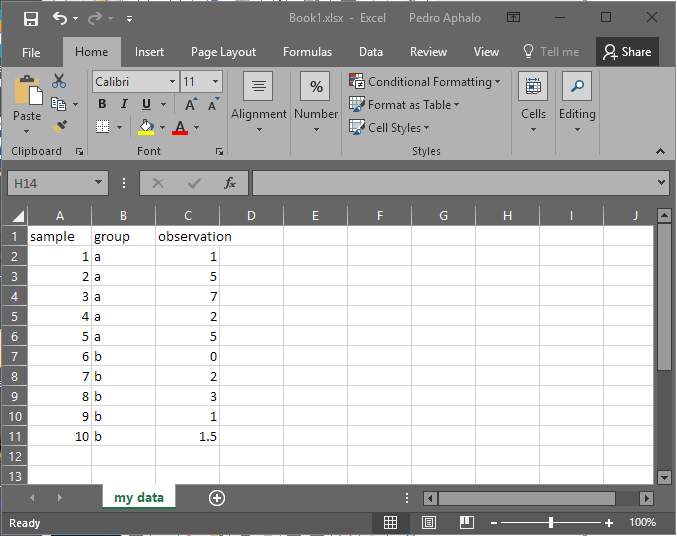 Book1.xlsx - Excel Pedro Aphalo
File Home Insert Page Layout Formulas Data Review View Tell me Share
Calibri 11 % Conditional Formatting
Paste B I U A A Alignment Number Format as Table Cells Editing
A Cell Styles
Clipboard Font Styles
H14 fx
A B C D E F G H I J
1 sample group observation
2 1 a 1
3 2 a 5
4 3 a 7
5 4 a 2
6 5 a 5
7 6 b 0
8 7 b 2
9 8 b 3
10 9 b 1
11 10 b 1.5
12
13
my data
Ready 100%